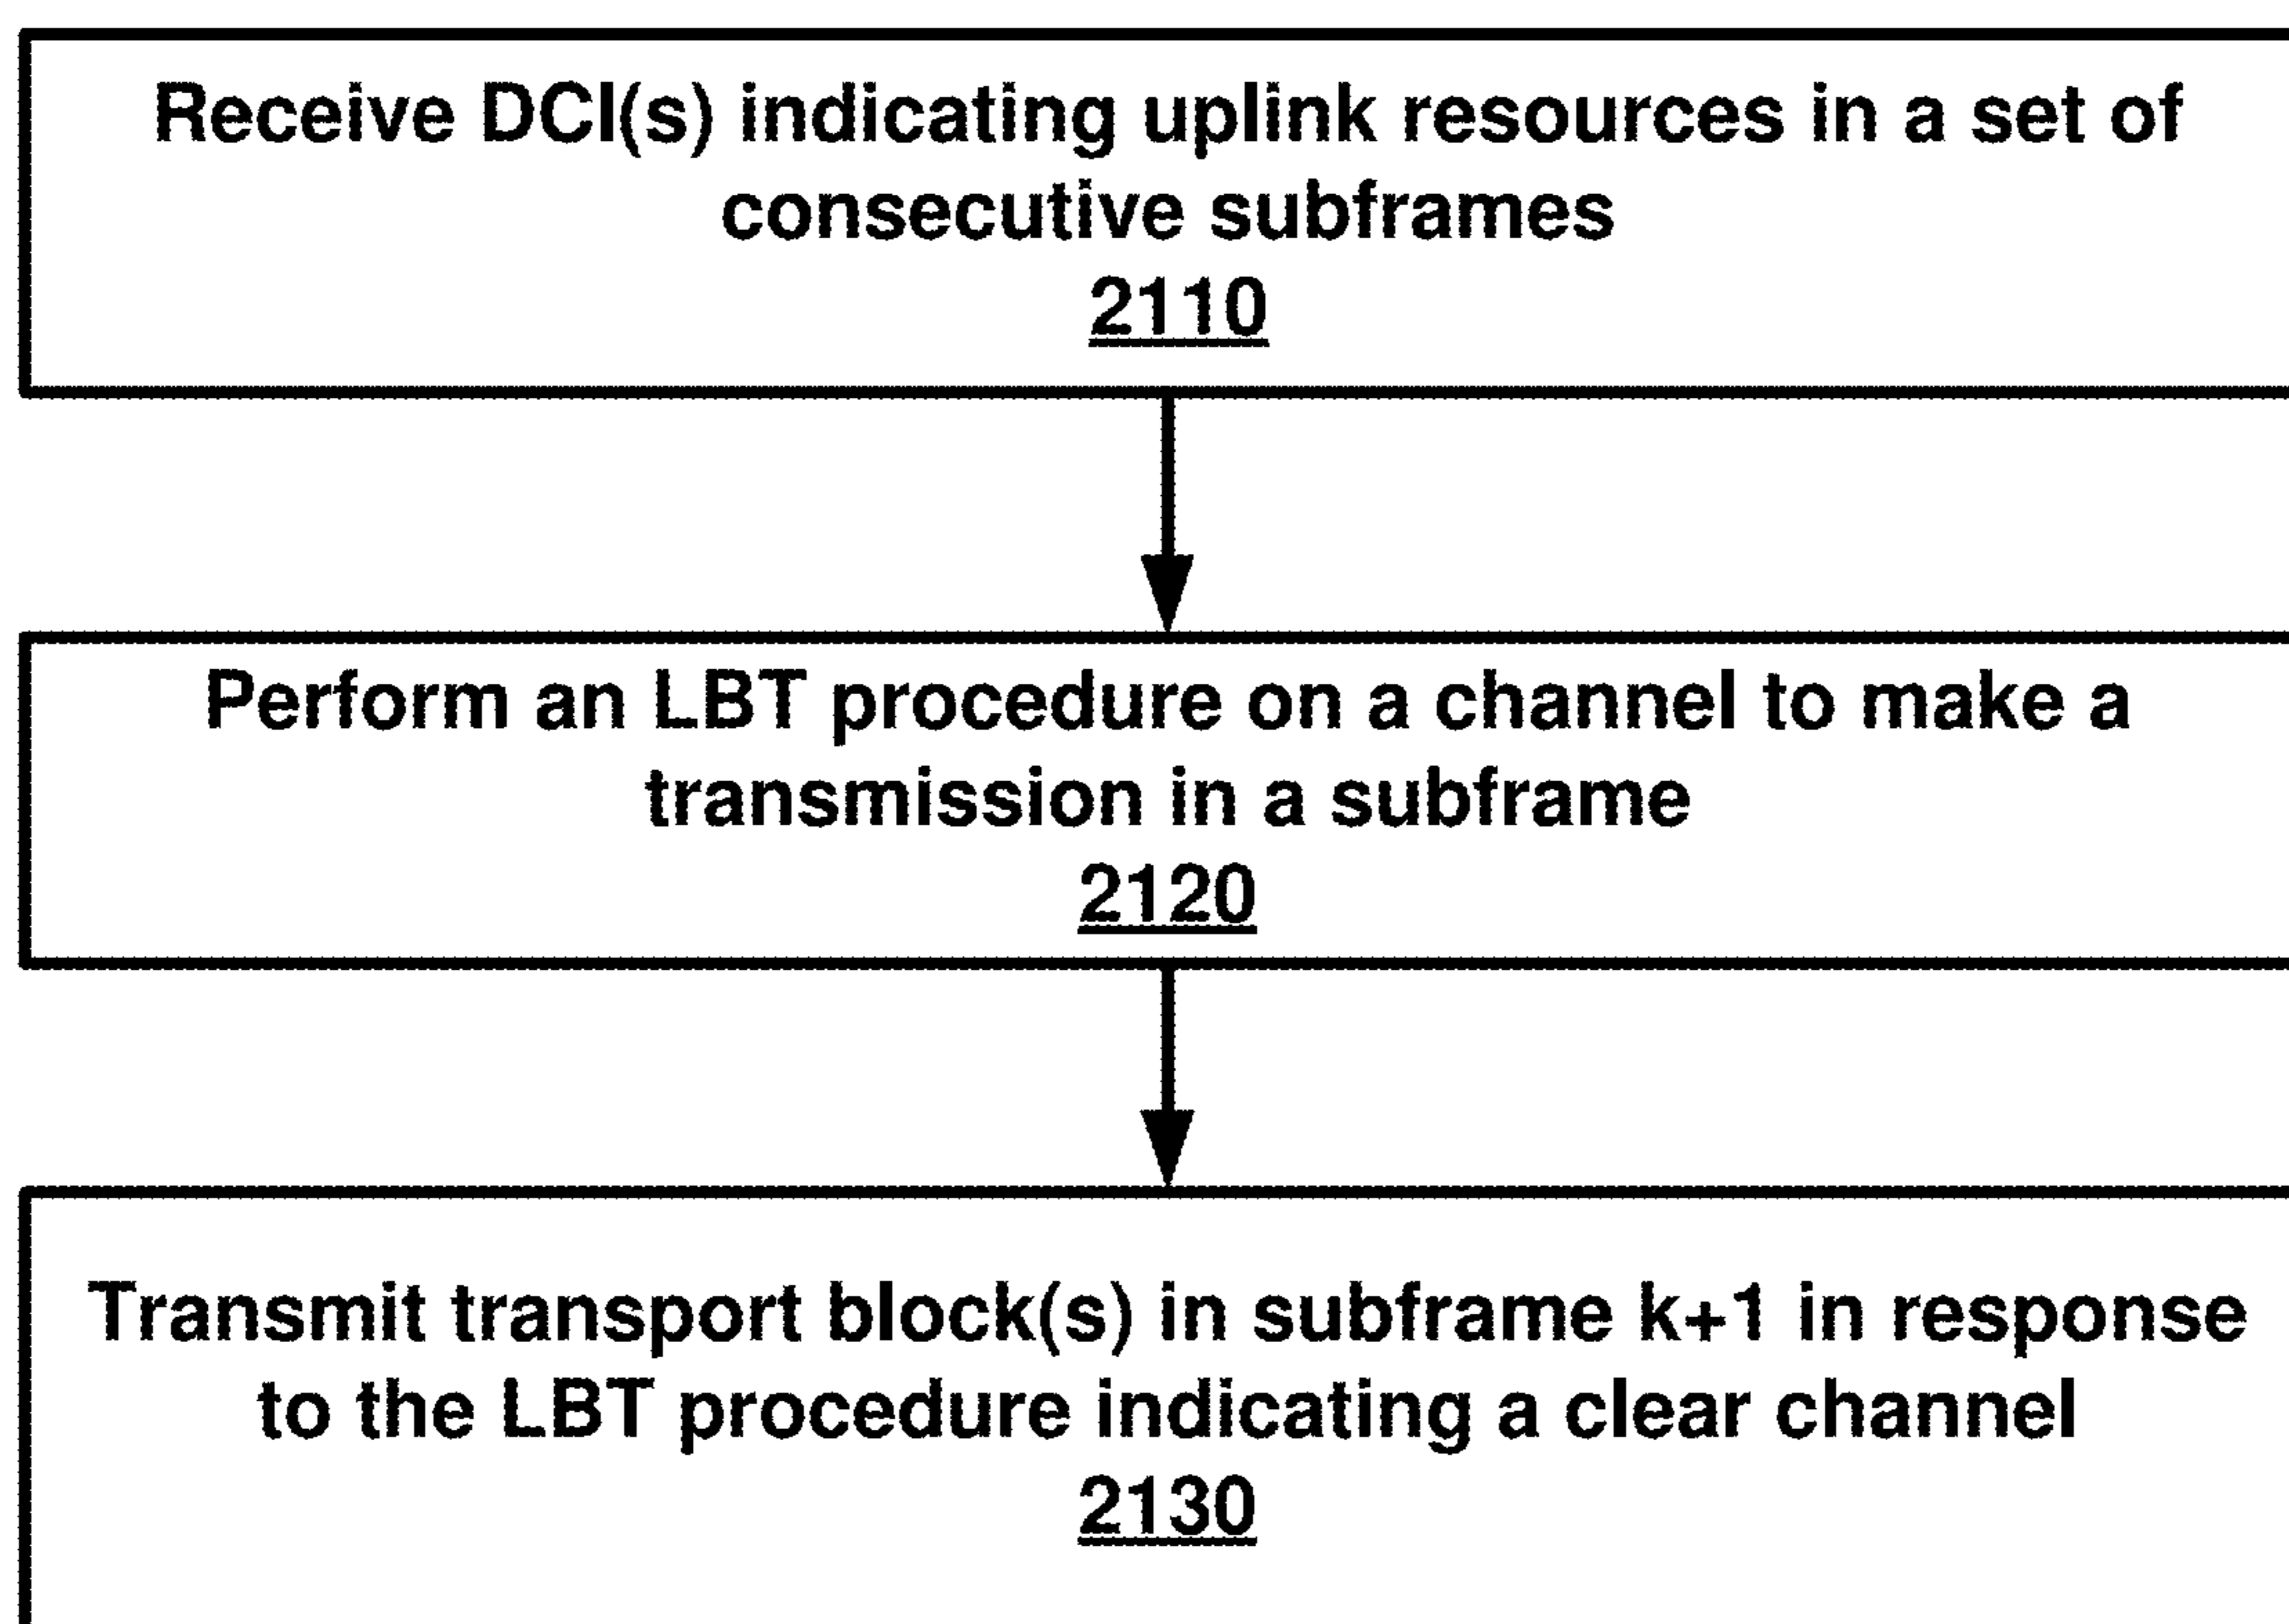 Receive DCI(s) indicating uplink resources in a set of
consecutive subframes
2110
Perform an LBT procedure on a channel to make a
transmission in a subframe
2120
Transmit transport block(s) in subframe k+1 in response
to the LBT procedure indicating a clear channel
2130